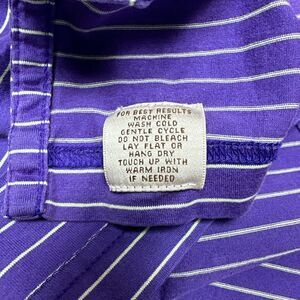 FOR BEST RESULTS
MACHINE
WASH COLD
GENTLE CYCLE
DO NOT BLEACH
LAY FLAT OR
HANG DRY
TOUCH UP WITH
WARM IRON
IF NEEDED